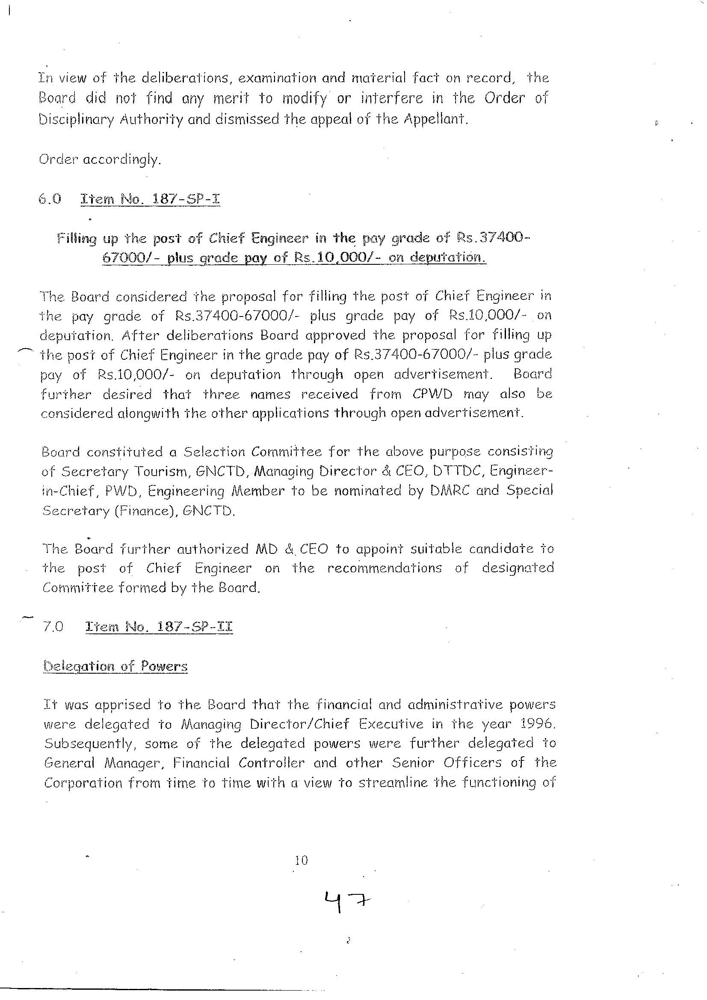 In view of the deliberations, examination and material fact on record, the
Board did not find any merit to modify or interfere in the Order of
Disciplinary Authority and dismissed the appeal of the Appellant.
Order accordingly.
6.0 Item No. 187-SP-I
Filling up the post of Chief Engineer in the pay grade of Rs.37400-
67000/- plus grade pay of Rs.10,000/- on deputation.
The Board considered the proposal for filling the post of Chief Engineer in
the pay grade of Rs.37400-67000/- plus grade pay of Rs.10,000/- on
deputation. After deliberations Board approved the proposal for filling up
the post of Chief Engineer in the grade pay of Rs.37400-67000/- plus grade
pay of Rs.10,000/- on deputation through open advertisement. Board
further desired that three names received from CPWD may also be
considered alongwith the other applications through open advertisement.
Board constituted a Selection Committee for the above purpose consisting
of Secretary Tourism, GNCTD, Managing Director & CEO, DTTDC, Engineer-
in-Chief, PWD, Engineering Member to be nominated by DMRC and Special
Secretary (Finance), GNCTD.
The Board further authorized MD & CEO to appoint suitable candidate to
the post of Chief Engineer on the recommendations of designated
Committee formed by the Board.
7.0 Item No. 187-SP-II
Delegation of Powers
It was apprised to the Board that the financial and administrative powers
were delegated to Managing Director/Chief Executive in the year 1996.
Subsequently, some of the delegated powers were further delegated to
General Manager, Financial Controller and other Senior Officers of the
Corporation from time to time with a view to streamline the functioning of
10
47